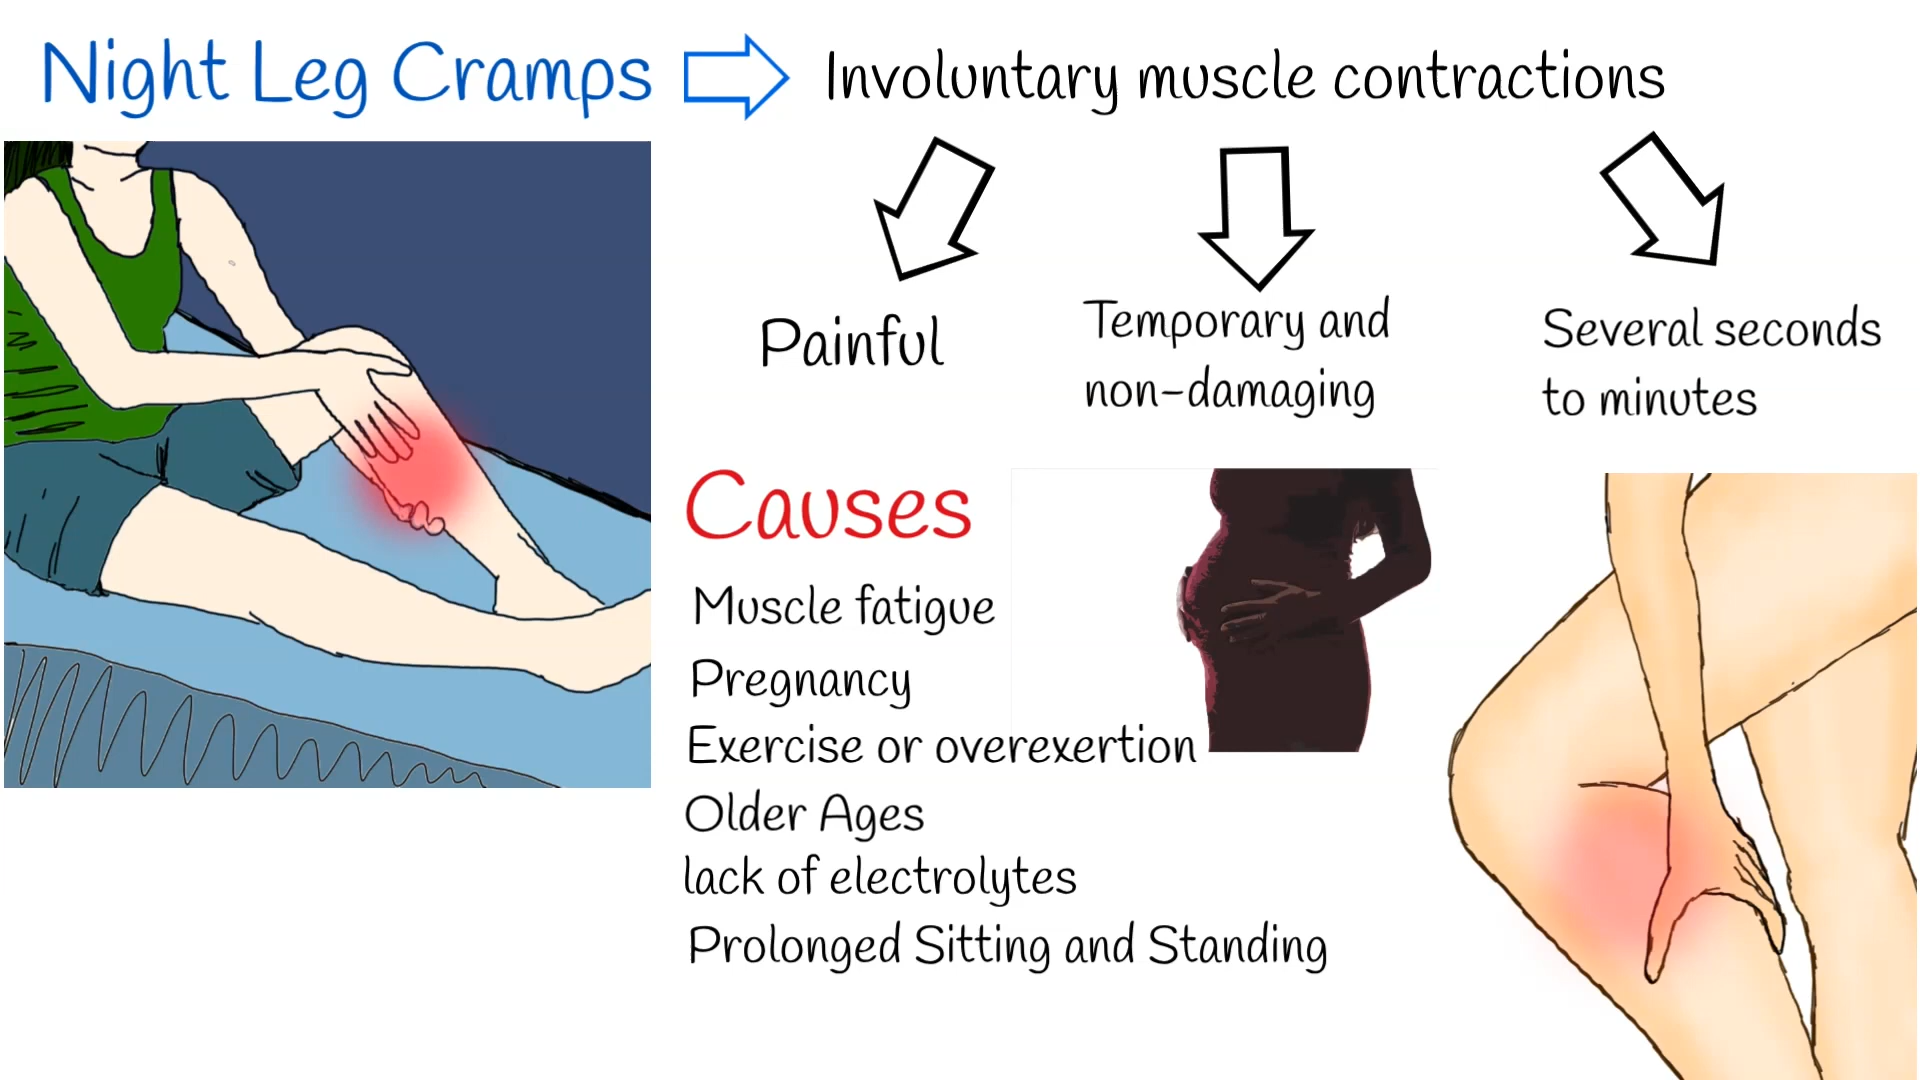 Night Leg Cramps
Involuntary muscle contractions
Painful
Temporary and
non-damaging
Several seconds
to minutes
Causes
Muscle fatigue
Pregnancy
Exercise or overexertion
Older Ages
lack of electrolytes
Prolonged Sitting and Standing